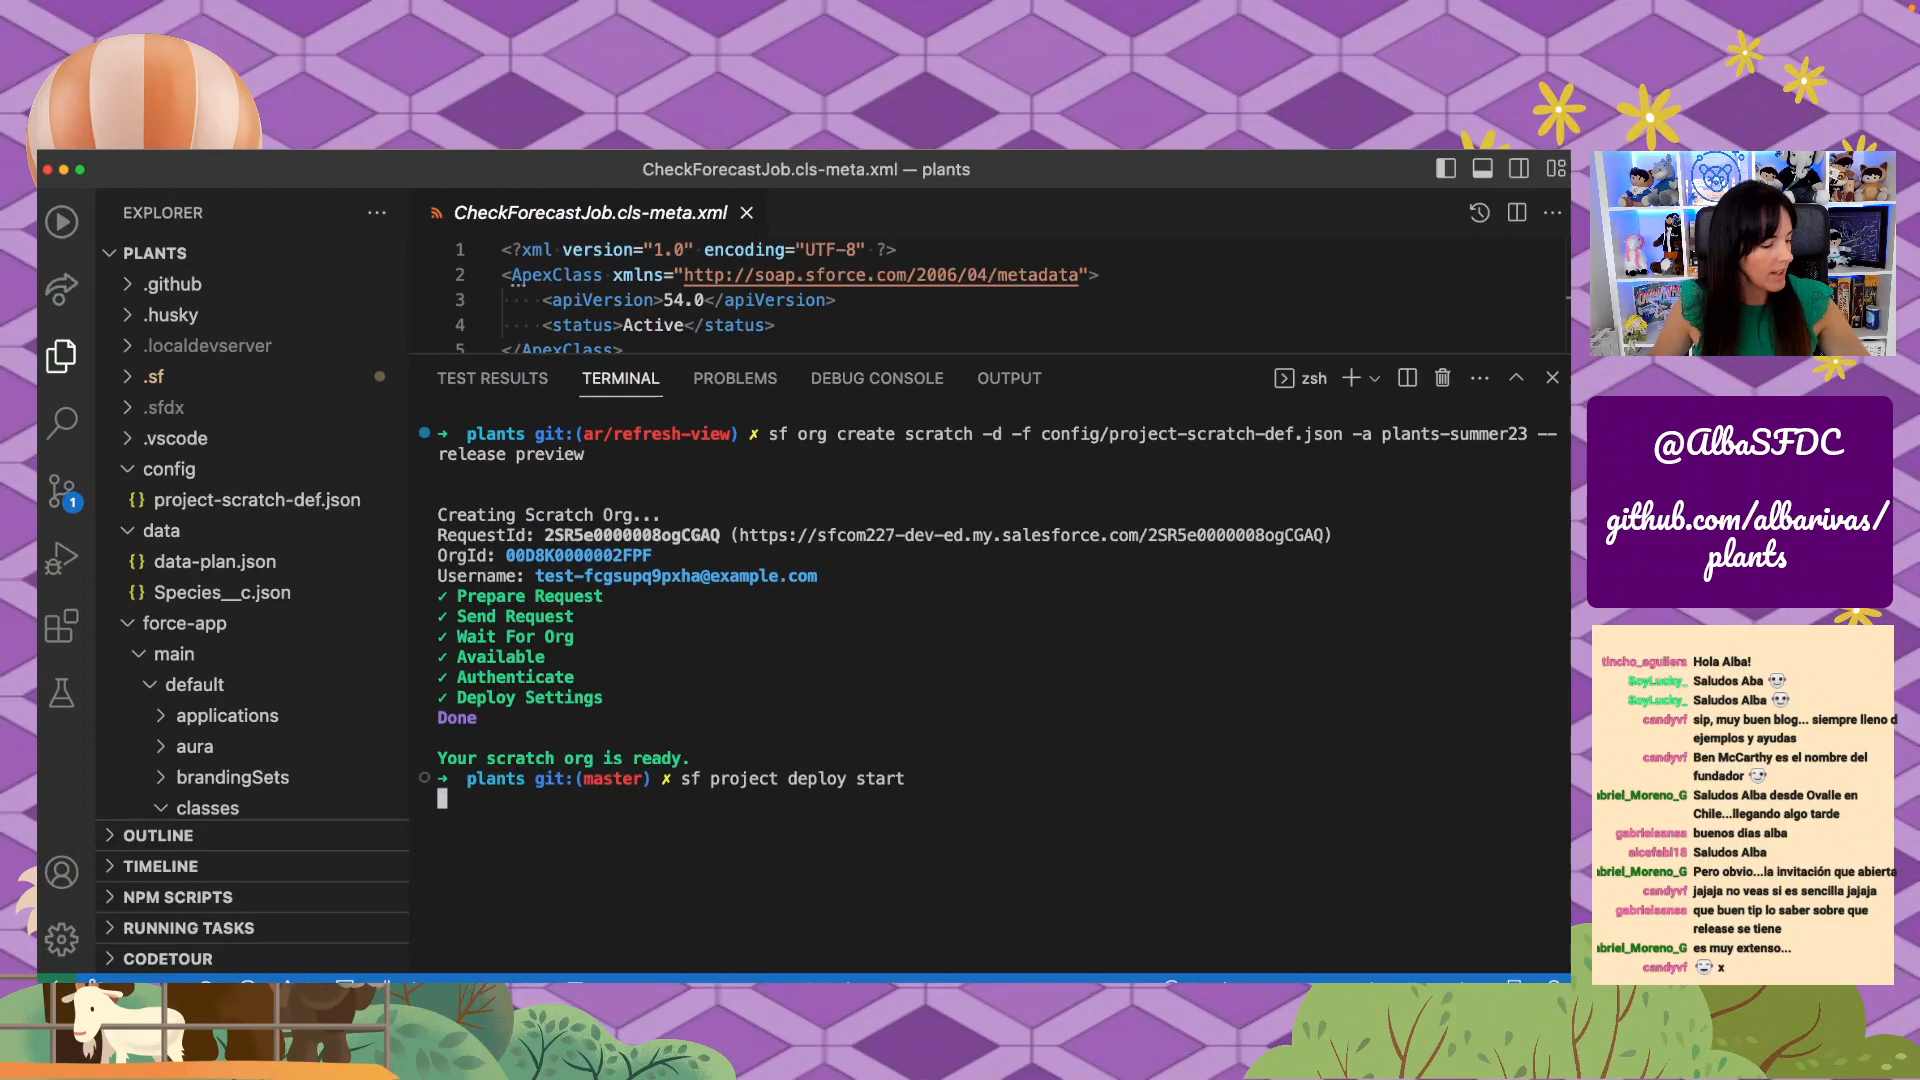 CheckForecastJob.cls-meta.xml — plants
EXPLORER
PLANTS
.github
.husky
.localdevserver
.sf
.sfdx
.vscode
config
{} project-scratch-def.json
data
{} data-plan.json
{} Species__c.json
force-app
main
default
applications
aura
brandingSets
classes
OUTLINE
TIMELINE
NPM SCRIPTS
RUNNING TASKS
CODETOUR
1
CheckForecastJob.cls-meta.xml
1 <?xml version="1.0" encoding="UTF-8" ?>
2 <ApexClass xmlns="http://soap.sforce.com/2006/04/metadata">
3 <apiVersion>54.0</apiVersion>
4 <status>Active</status>
5 </ApexClass>
TEST RESULTS TERMINAL PROBLEMS DEBUG CONSOLE OUTPUT zsh
➜ plants git:(ar/refresh-view) ✗ sf org create scratch -d -f config/project-scratch-def.json -a plants-summer23 --
release preview
Creating Scratch Org...
RequestId: 2SR5e0000008ogCGAQ (https://sfcom227-dev-ed.my.salesforce.com/2SR5e0000008ogCGAQ)
OrgId: 00D8K0000002FPF
Username: test-fcgsupq9pxha@example.com
✓ Prepare Request
✓ Send Request
✓ Wait For Org
✓ Available
✓ Authenticate
✓ Deploy Settings
Done
Your scratch org is ready.
➜ plants git:(master) ✗ sf project deploy start
@AlbaSFDC
github.com/albarivas/
plants
tincho_aguilera Hola Alba!
SoyLucky_ Saludos Aba
SoyLucky_ Saludos Alba
candyvf sip, muy buen blog... siempre lleno d
ejemplos y ayudas
candyvf Ben McCarthy es el nombre del
fundador
abriel_Moreno_G Saludos Alba desde Ovalle en
Chile...llegando algo tarde
gabrielsansa buenos dias alba
alcefabi18 Saludos Alba
abriel_Moreno_G Pero obvio...la invitación que abierta
candyvf jajaja no veas si es sencilla jajaja
gabrielsansa que buen tip lo saber sobre que
release se tiene
abriel_Moreno_G es muy extenso...
candyvf x